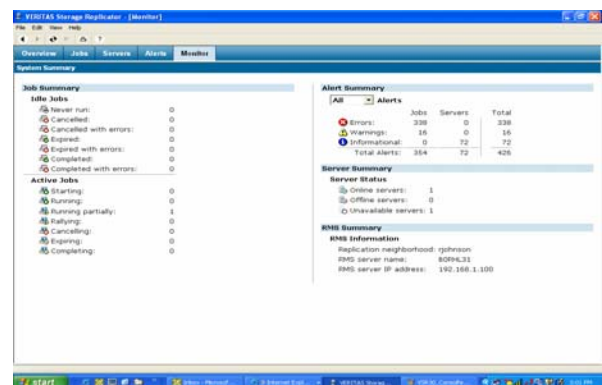 VERITAS Storage Replicator - [Monitor]
File Edit View Help
Overview Jobs Servers Alerts Monitor
System Summary
Job Summary
Idle Jobs
Never run: 0
Cancelled: 0
Cancelled with errors: 0
Expired: 0
Expired with errors: 0
Completed: 0
Completed with errors: 0
Active Jobs
Starting: 0
Running: 0
Running partially: 1
Rallying: 0
Cancelling: 0
Expiring: 0
Completing: 0
Alert Summary
All Alerts
Jobs Servers Total
Errors: 338 0 338
Warnings: 16 0 16
Informational: 0 72 72
Total Alerts: 354 72 426
Server Summary
Server Status
Online servers: 1
Offline servers: 0
Unavailable servers: 1
RMS Summary
RMS Information
Replication neighborhood: rjohnson
RMS server name:
RMS server IP address: 192.168.1.100
start Inbox - Microsof... VERITAS Storag...